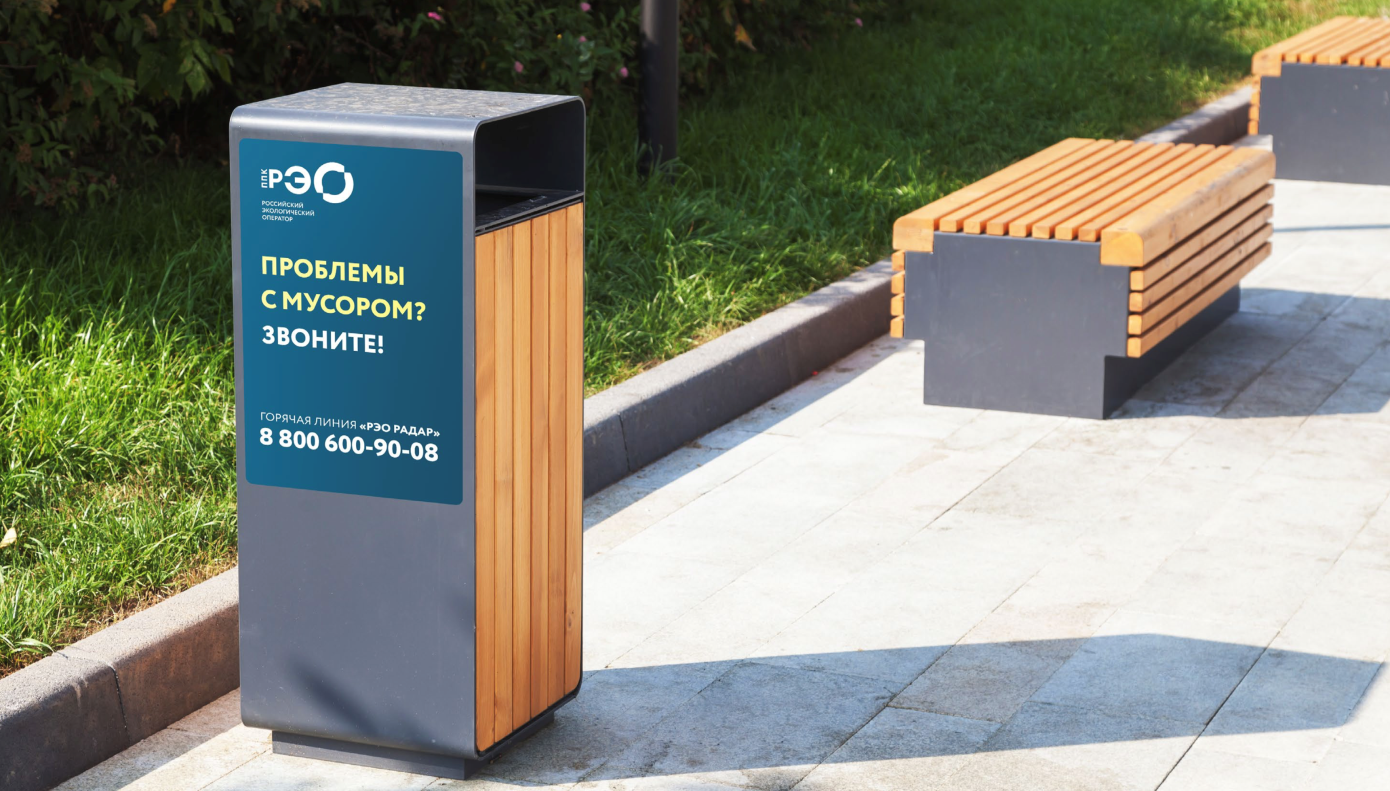 ППК РЭО
РОССИЙСКИЙ
ЭКОЛОГИЧЕСКИЙ
ОПЕРАТОР
ПРОБЛЕМЫ
С МУСОРОМ?
ЗВОНИТЕ!
ГОРЯЧАЯ ЛИНИЯ «РЭО РАДАР»
8 800 600-90-08